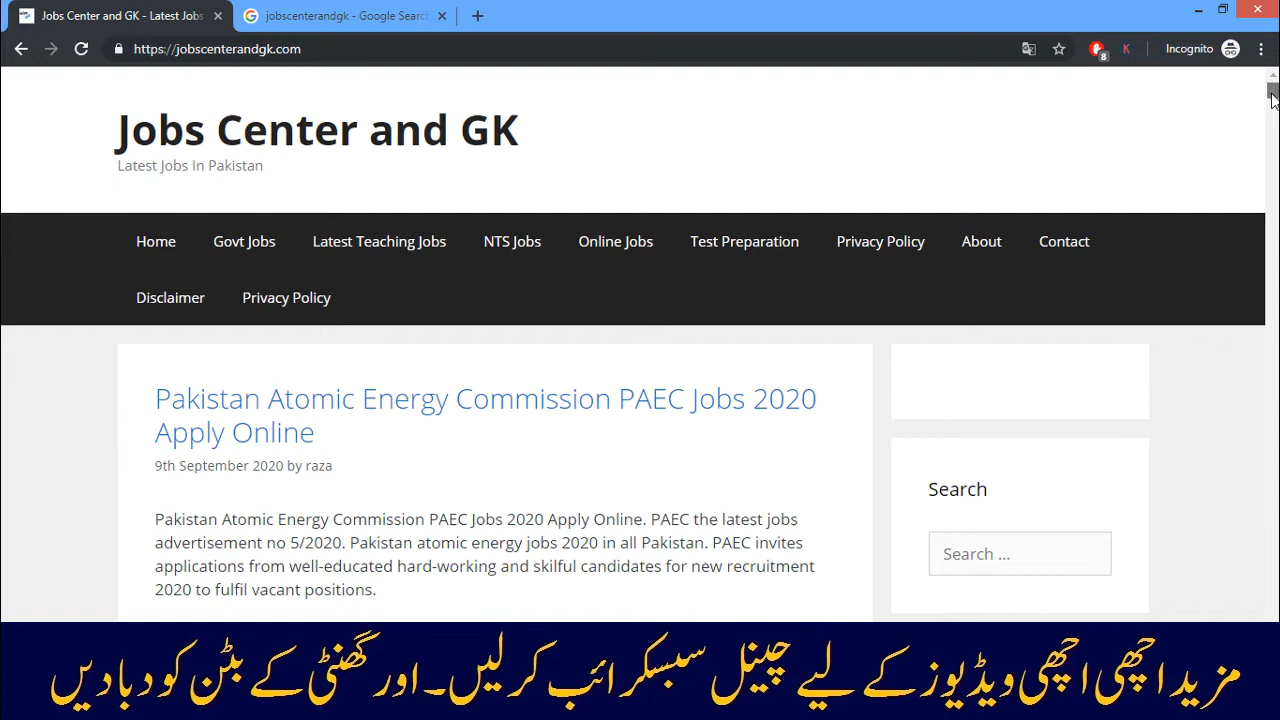 Jobs Center and GK - Latest Jobs
jobscenterandgk - Google Search
https://jobscenterandgk.com
8
K
Incognito
Jobs Center and GK
Latest Jobs In Pakistan
Home Govt Jobs Latest Teaching Jobs NTS Jobs Online Jobs Test Preparation Privacy Policy About Contact
Disclaimer Privacy Policy
Pakistan Atomic Energy Commission PAEC Jobs 2020
Apply Online
9th September 2020 by raza
Pakistan Atomic Energy Commission PAEC Jobs 2020 Apply Online. PAEC the latest jobs
advertisement no 5/2020. Pakistan atomic energy jobs 2020 in all Pakistan. PAEC invites
applications from well-educated hard-working and skilful candidates for new recruitment
2020 to fulfil vacant positions.
Search
Search ...
مزید اچھی اچھی ویڈیوز کے لیے چینل سبسکرائب کرلیں۔ اور گھنٹی کے بٹن کو دبا دیں